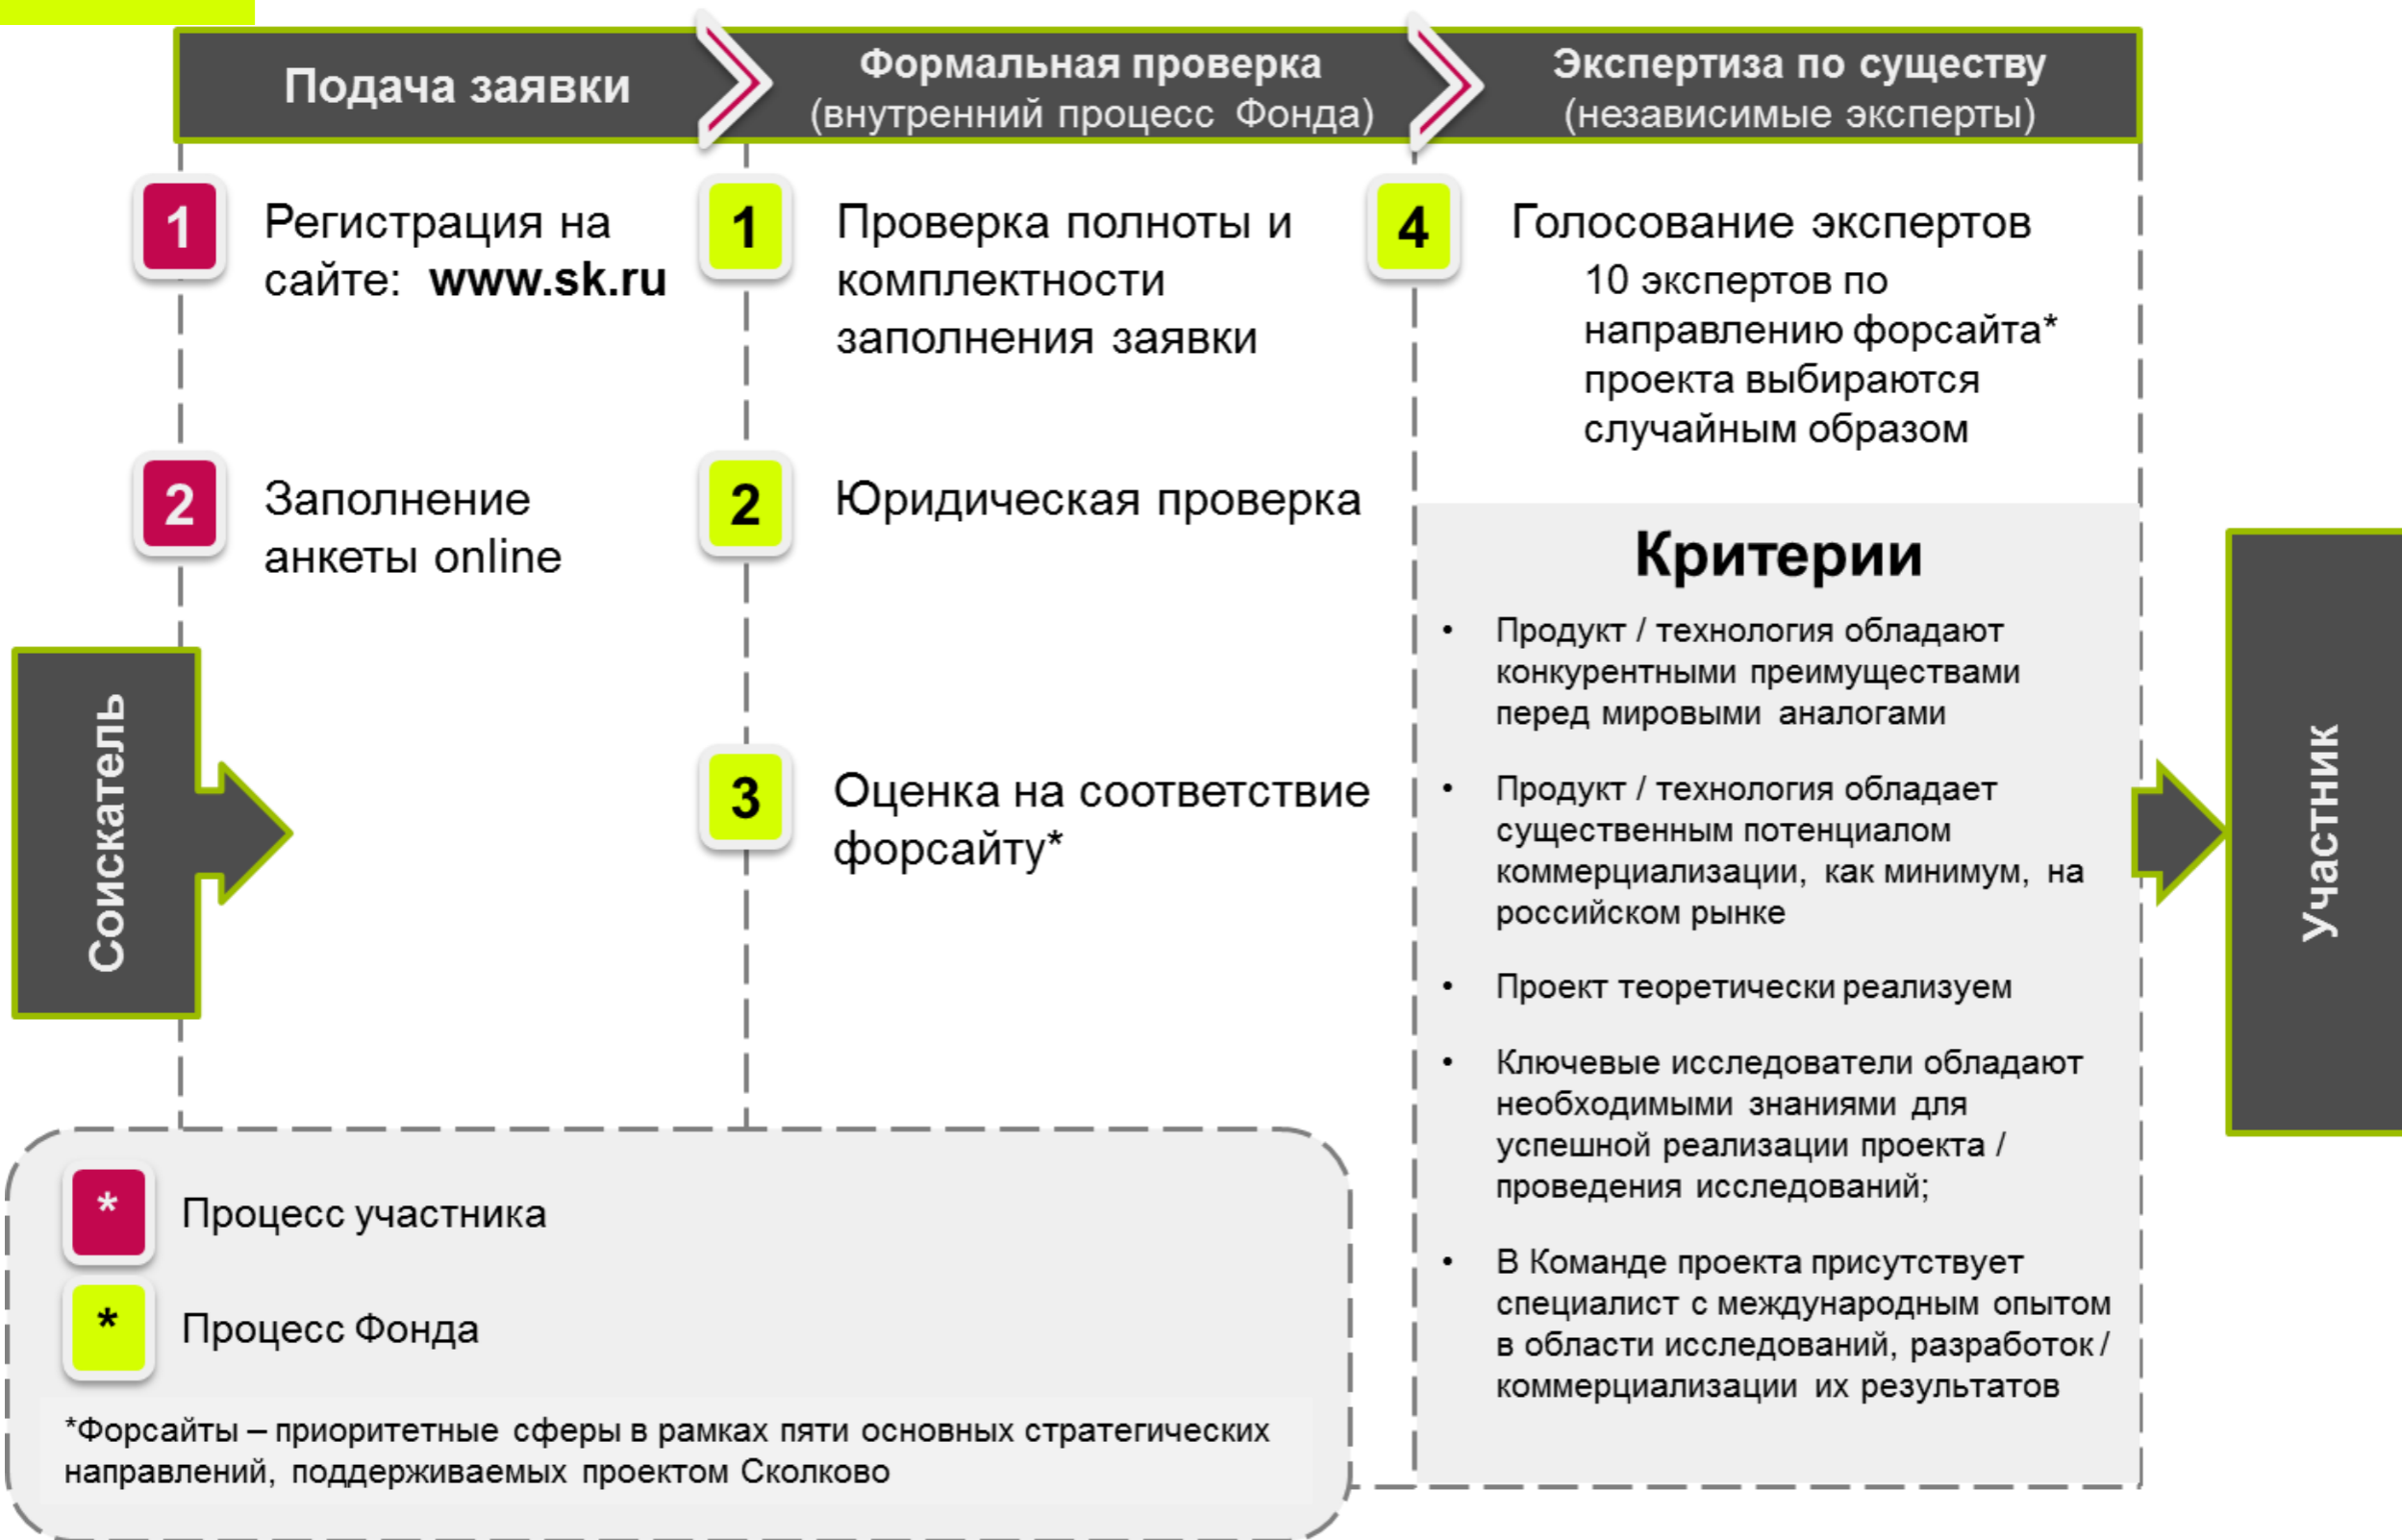 Подача заявки
Формальная проверка
(внутренний процесс Фонда)
Экспертиза по существу
(независимые эксперты)
1
Регистрация на
сайте: www.sk.ru
2
Заполнение
анкеты online
1
Проверка полноты и
комплектности
заполнения заявки
2
Юридическая проверка
3
Оценка на соответствие
форсайту*
4
Голосование экспертов
10 экспертов по
направлению форсайта*
проекта выбираются
случайным образом
Критерии
• Продукт / технология обладают
конкурентными преимуществами
перед мировыми аналогами
• Продукт / технология обладает
существенным потенциалом
коммерциализации, как минимум, на
российском рынке
• Проект теоретически реализуем
• Ключевые исследователи обладают
необходимыми знаниями для
успешной реализации проекта /
проведения исследований;
• В Команде проекта присутствует
специалист с международным опытом
в области исследований, разработок /
коммерциализации их результатов
Соискатель
Участник
*
Процесс участника
*
Процесс Фонда
*Форсайты – приоритетные сферы в рамках пяти основных стратегических
направлений, поддерживаемых проектом Сколково